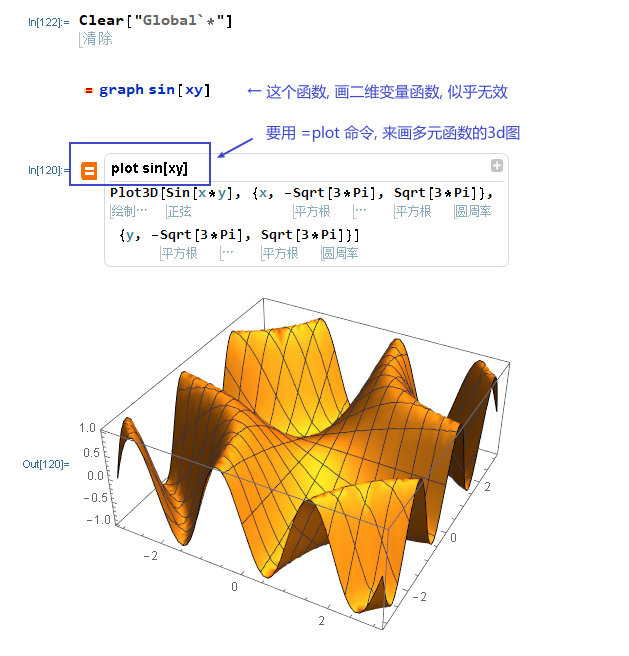 In[122]:= Clear["Global`*"]
清除
= graph sin[xy] ← 这个函数, 画二维变量函数, 似乎无效
要用 =plot 命令, 来画多元函数的3d图
In[120]:= = plot sin[xy]
Plot3D[Sin[x*y], {x, -Sqrt[3*Pi], Sqrt[3*Pi]},
绘制⋯ 正弦 平方根 ⋯ 平方根 圆周率
{y, -Sqrt[3*Pi], Sqrt[3*Pi]}]
平方根 ⋯ 平方根 圆周率
Out[120]=
1.0
0.5
0.0
-0.5
-1.0
-2
0
2
-2
0
2